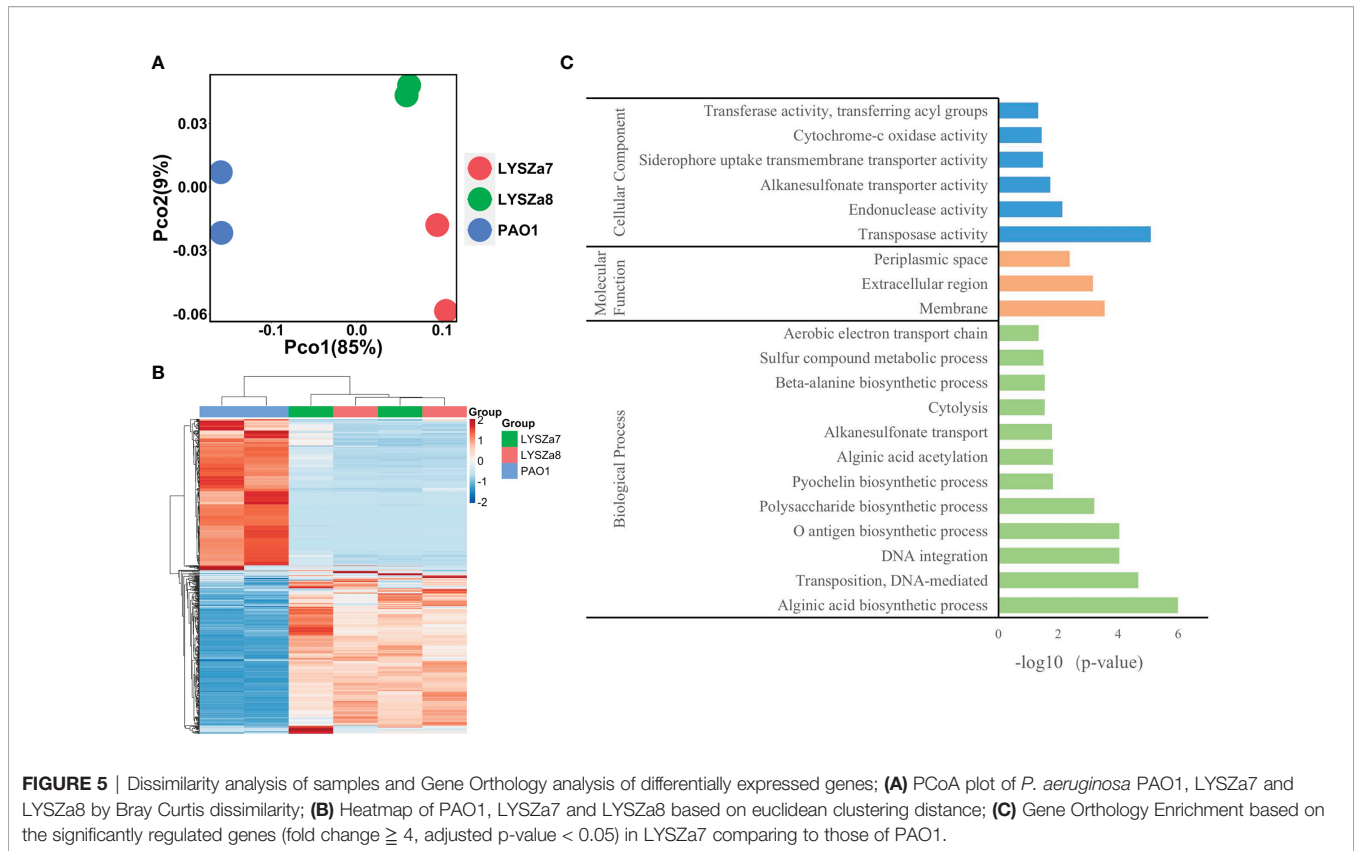 A
0.03
0.00
-0.03
-0.06
Pco2(9%)
-0.1
0.0
0.1
Pco1(85%)
LYSZa7
LYSZa8
PAO1
B
Group
2
1
0
-1
-2
Group
LYSZa7
LYSZa8
PAO1
C
Cellular Component
Transferase activity, transferring acyl groups
Cytochrome-c oxidase activity
Siderophore uptake transmembrane transporter activity
Alkanesulfonate transporter activity
Endonuclease activity
Transposase activity
Molecular Function
Periplasmic space
Extracellular region
Membrane
Biological Process
Aerobic electron transport chain
Sulfur compound metabolic process
Beta-alanine biosynthetic process
Cytolysis
Alkanesulfonate transport
Alginic acid acetylation
Pyochelin biosynthetic process
Polysaccharide biosynthetic process
O antigen biosynthetic process
DNA integration
Transposition, DNA-mediated
Alginic acid biosynthetic process
0 2 4 6
-log10 (p-value)
FIGURE 5 | Dissimilarity analysis of samples and Gene Orthology analysis of differentially expressed genes; (A) PCoA plot of P. aeruginosa PAO1, LYSZa7 and
LYSZa8 by Bray Curtis dissimilarity; (B) Heatmap of PAO1, LYSZa7 and LYSZa8 based on euclidean clustering distance; (C) Gene Orthology Enrichment based on
the significantly regulated genes (fold change ≧ 4, adjusted p-value < 0.05) in LYSZa7 comparing to those of PAO1.